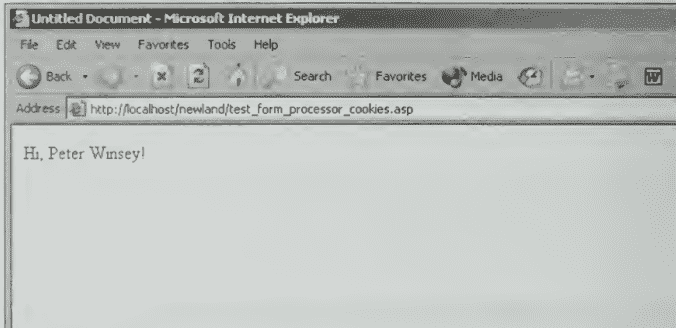 Untitled Document - Microsoft Internet Explorer
File Edit View Favorites Tools Help
Back Search Favorites Media W
Address http://localhost/newland/test_form_processor_cookies.asp
Hi, Peter Winsey!